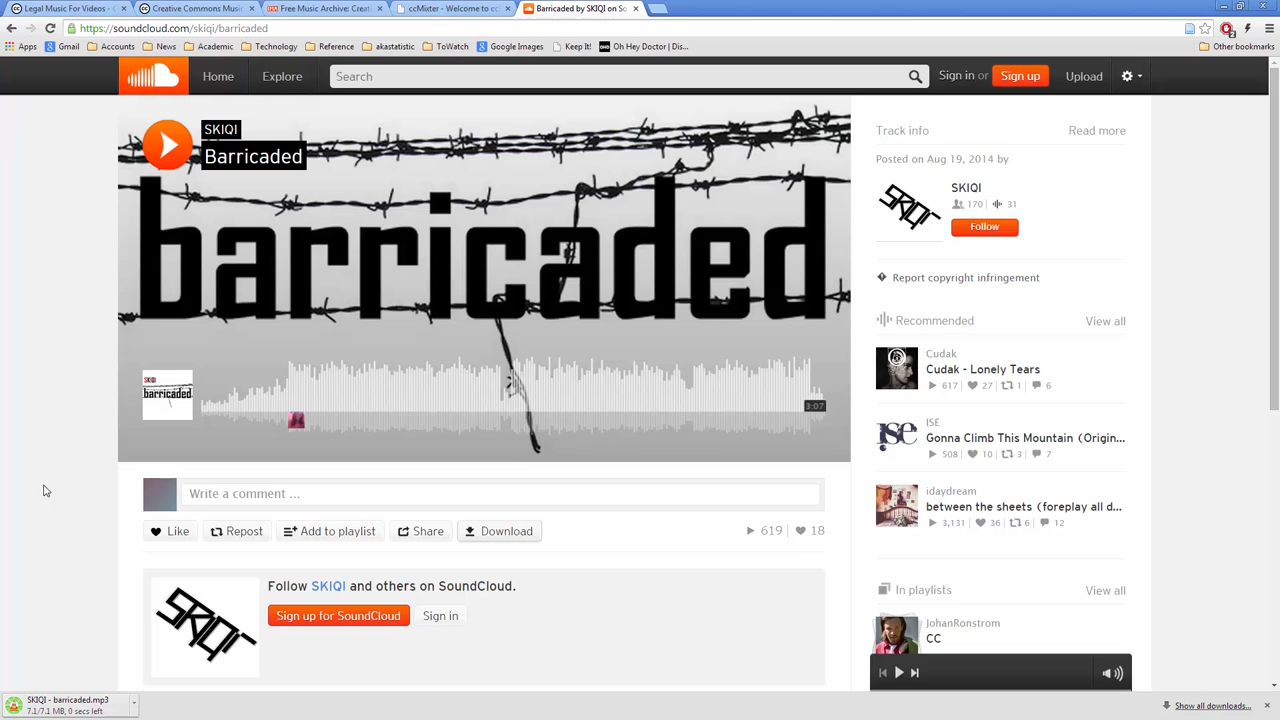 Legal Music For Videos - C
Creative Commons Music
Free Music Archive: Creati
ccMixter - Welcome to cc
Barricaded by SKIQI on So
https://soundcloud.com/skiqi/barricaded
Apps
Gmail
Accounts
News
Academic
Technology
Reference
akastatistic
ToWatch
Google Images
Keep It!
Oh Hey Doctor | Dis...
Other bookmarks
Home
Explore
Search
Sign in or
Sign up
Upload
SKIQI
Barricaded
barricaded
SKIQI
barricaded
3:07
Write a comment ...
Like
Repost
Add to playlist
Share
Download
619
18
SKIQI
Follow SKIQI and others on SoundCloud.
Sign up for SoundCloud
Sign in
Track info
Read more
Posted on Aug 19, 2014 by
SKIQI
SKIQI
170
31
Follow
Report copyright infringement
Recommended
View all
Cudak
Cudak - Lonely Tears
617
27
1
6
ise
ISE
Gonna Climb This Mountain (Origin...
508
10
3
7
idaydream
between the sheets (foreplay all d...
3,131
36
6
12
In playlists
View all
JohanRonstrom
CC
SKIQI - barricaded.mp3
7.1/7.1 MB, 0 secs left
Show all downloads...